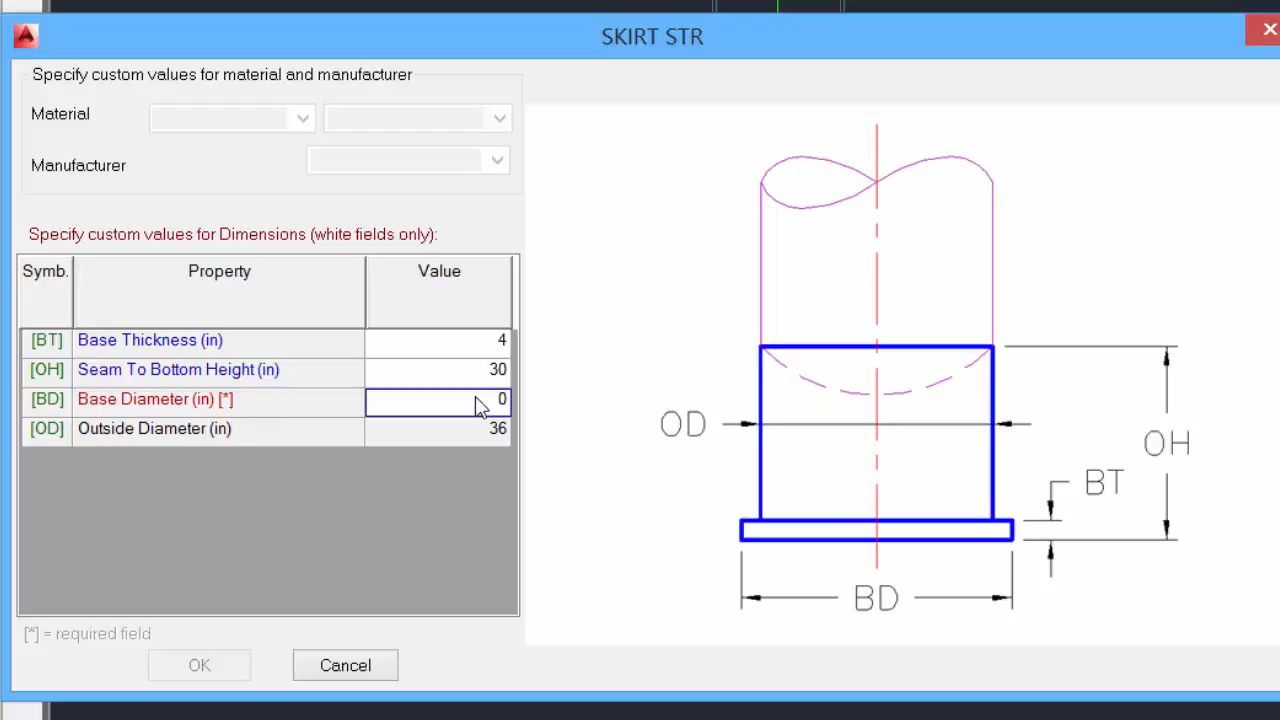 SKIRT STR
Specify custom values for material and manufacturer
Material
Manufacturer
Specify custom values for Dimensions (white fields only):
Symb. Property Value
[BT] Base Thickness (in) 4
[OH] Seam To Bottom Height (in) 30
[BD] Base Diameter (in) [*] 0
[OD] Outside Diameter (in) 36
[*] = required field
OK Cancel
OD
OH
BT
BD